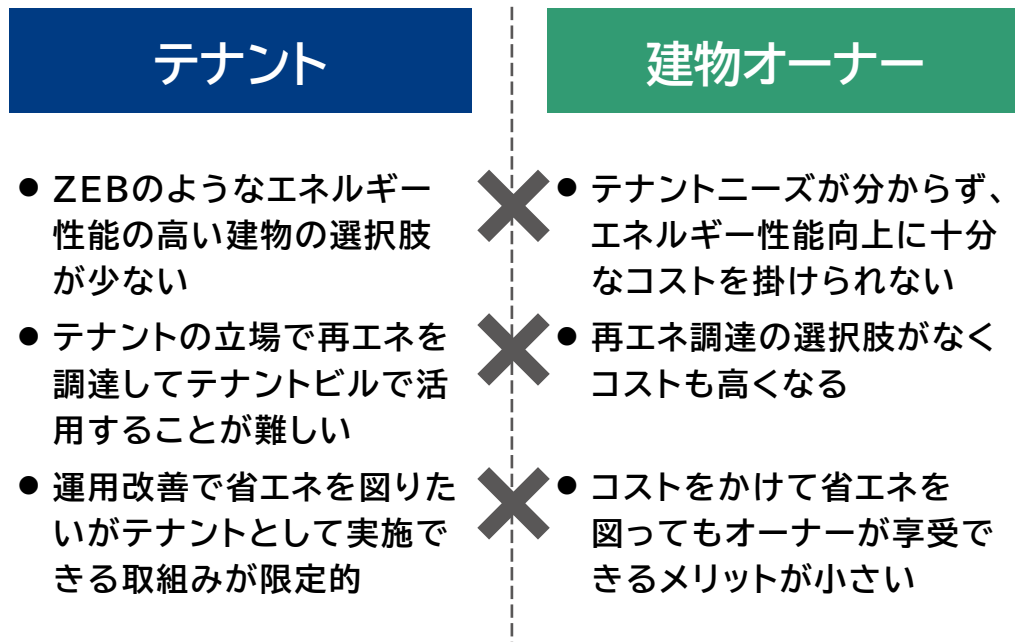 テナント
● ZEBのようなエネルギー
性能の高い建物の選択肢
が少ない
● テナントの立場で再エネを
調達してテナントビルで活
用することが難しい
● 運用改善で省エネを図りた
いがテナントとして実施で
きる取組みが限定的
建物オーナー
● テナントニーズが分からず、
エネルギー性能向上に十分
なコストを掛けられない
● 再エネ調達の選択肢がなく
コストも高くなる
● コストをかけて省エネを
図ってもオーナーが享受で
きるメリットが小さい